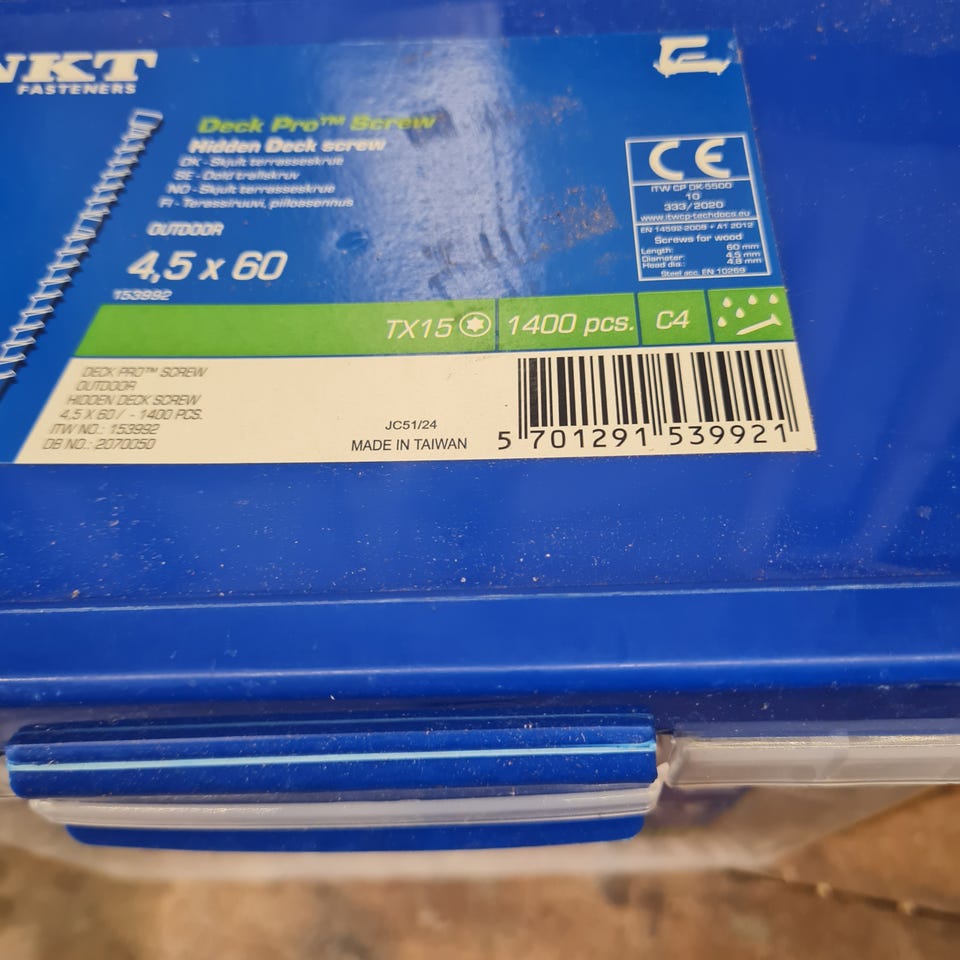 NKT
FASTENERS
Deck Pro™ Screw
Hidden Deck screw
DK - Skjult terrasseskrue
SE - Dold trallskruv
NO - Skjult terrasseskrue
FI - Terassiruuvi, piilossennus
OUTDOOR
4,5 x 60
153992
CE
ITW CP DK-5500
10
333/2020
www.itwcp-techdocs.eu
EN 14592:2008 + A1 2012
Screws for wood
Length: 60 mm
Diameter: 4.5 mm
Head dia.: 4.8 mm
Steel acc. EN 10269
TX15 1400 pcs. C4
DECK PRO™ SCREW
OUTDOOR
HIDDEN DECK SCREW
4,5 X 60 / - 1400 PCS.
ITW NO.: 153992
DB NO.: 2070050
JC51/24
MADE IN TAIWAN
5 701291 539921